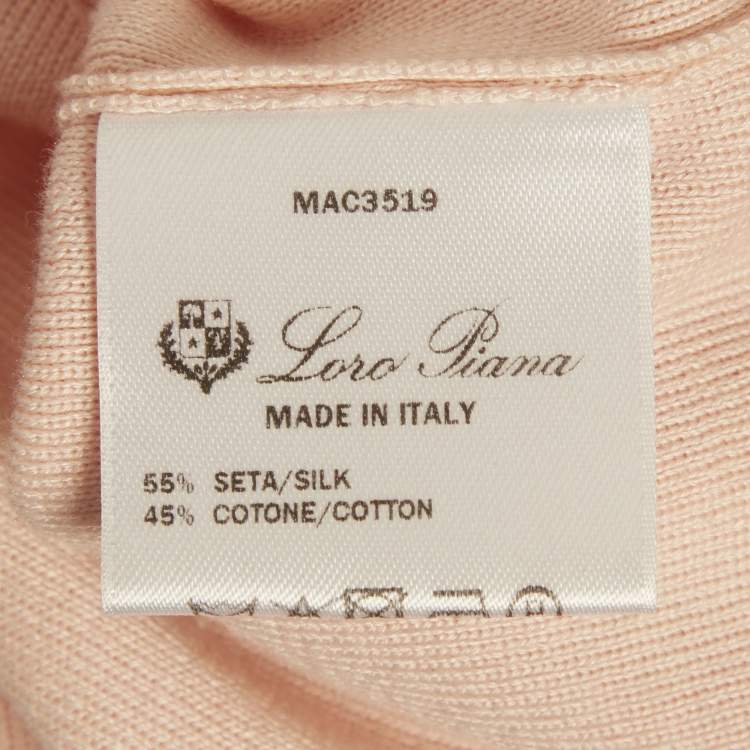 MAC3519
Loro Piana
MADE IN ITALY
55% SETA/SILK
45% COTONE/COTTON